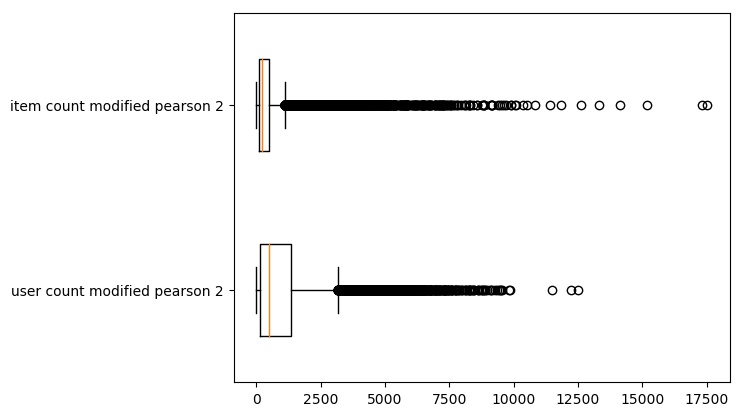 item count modified pearson 2
user count modified pearson 2
0 2500 5000 7500 10000 12500 15000 17500